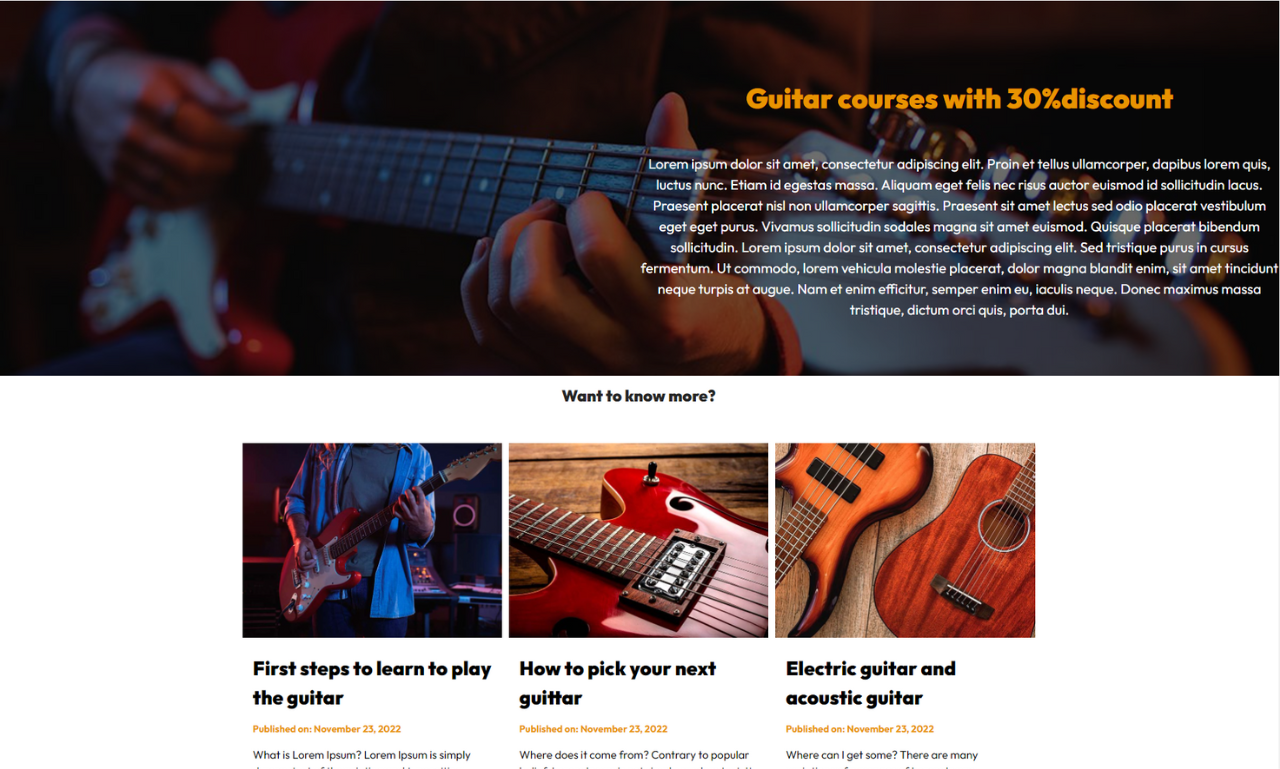 Guitar courses with 30%discount
Lorem ipsum dolor sit amet, consectetur adipiscing elit. Proin et tellus ullamcorper, dapibus lorem quis,
luctus nunc. Etiam id egestas massa. Aliquam eget felis nec risus auctor euismod id sollicitudin lacus.
Praesent placerat nisl non ullamcorper sagittis. Praesent sit amet lectus sed odio placerat vestibulum
eget eget purus. Vivamus sollicitudin sodales magna sit amet euismod. Quisque placerat bibendum
sollicitudin. Lorem ipsum dolor sit amet, consectetur adipiscing elit. Sed tristique purus in cursus
fermentum. Ut commodo, lorem vehicula molestie placerat, dolor magna blandit enim, sit amet tincidunt
neque turpis at augue. Nam et enim efficitur, semper enim eu, iaculis neque. Donec maximus massa
tristique, dictum orci quis, porta dui.
Want to know more?
First steps to learn to play
the guitar
Published on: November 23, 2022
What is Lorem Ipsum? Lorem Ipsum is simply
How to pick your next
guittar
Published on: November 23, 2022
Where does it come from? Contrary to popular
Electric guitar and
acoustic guitar
Published on: November 23, 2022
Where can I get some? There are many